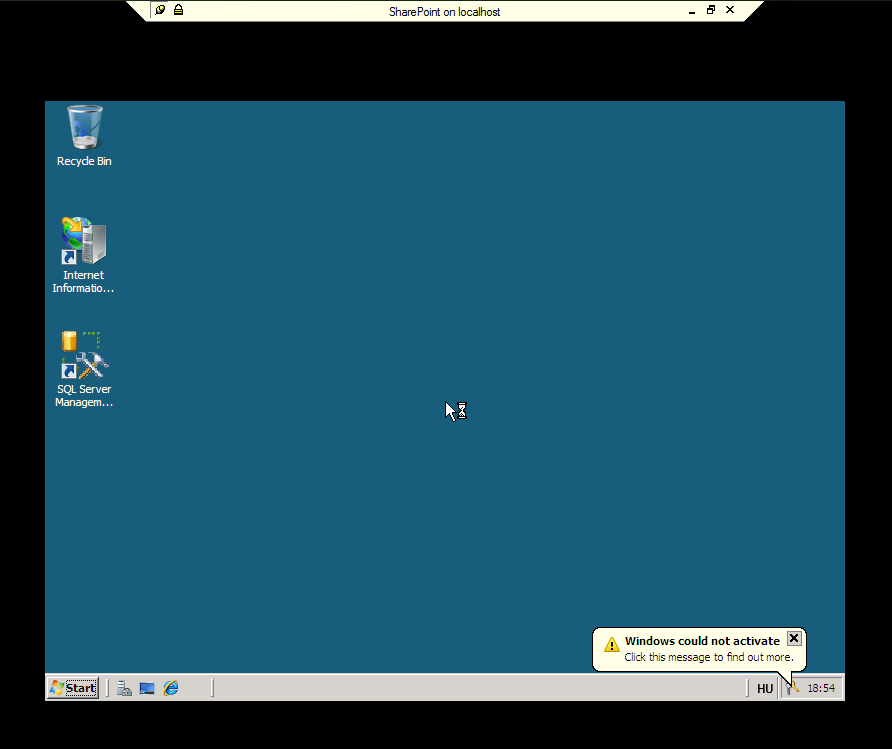 SharePoint on localhost
Recycle Bin
Internet
Informatio...
SQL Server
Managem...
Windows could not activate
Click this message to find out more.
Start
HU
18:54